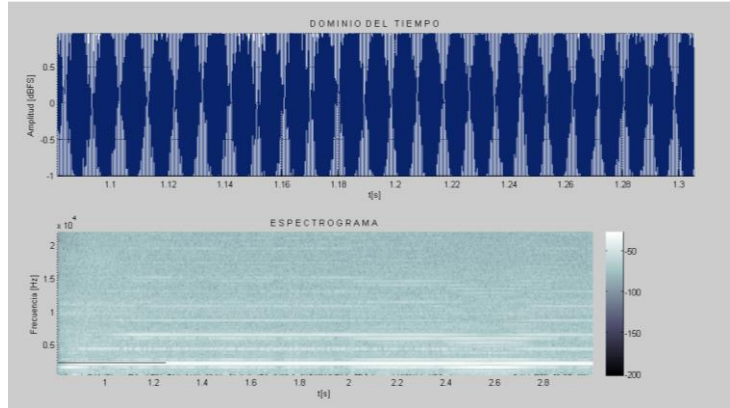 DOMINIO DEL TIEMPO
Amplitud [dBFS]
0.5
0
-0.5
-1
1.1 1.12 1.14 1.16 1.18 1.2 1.22 1.24 1.26 1.28 1.3
t[s]
ESPECTROGRAMA
x 10^4
Frecuencia [Hz]
2
1.5
1
0.5
1 1.2 1.4 1.6 1.8 2 2.2 2.4 2.6 2.8
t[s]
-50
-100
-150
-200